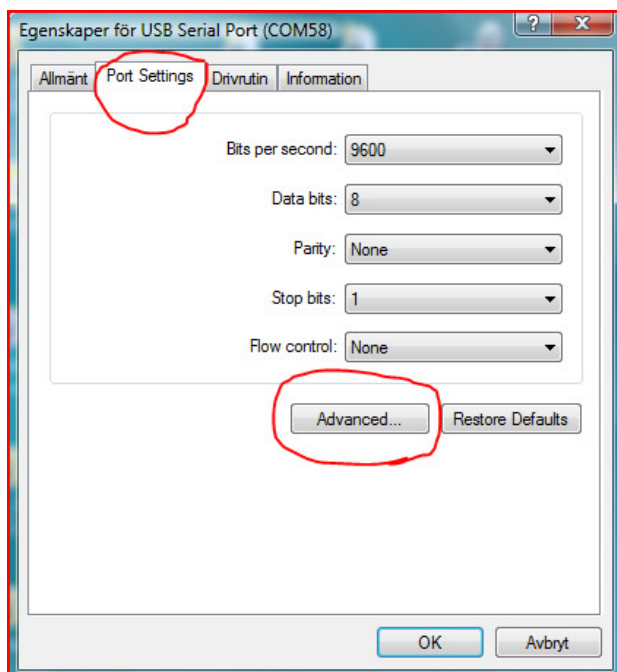 Egenskaper för USB Serial Port (COM58)
Allmänt Port Settings Drivrutin Information
Bits per second: 9600
Data bits: 8
Parity: None
Stop bits: 1
Flow control: None
Advanced... Restore Defaults
OK Avbryt